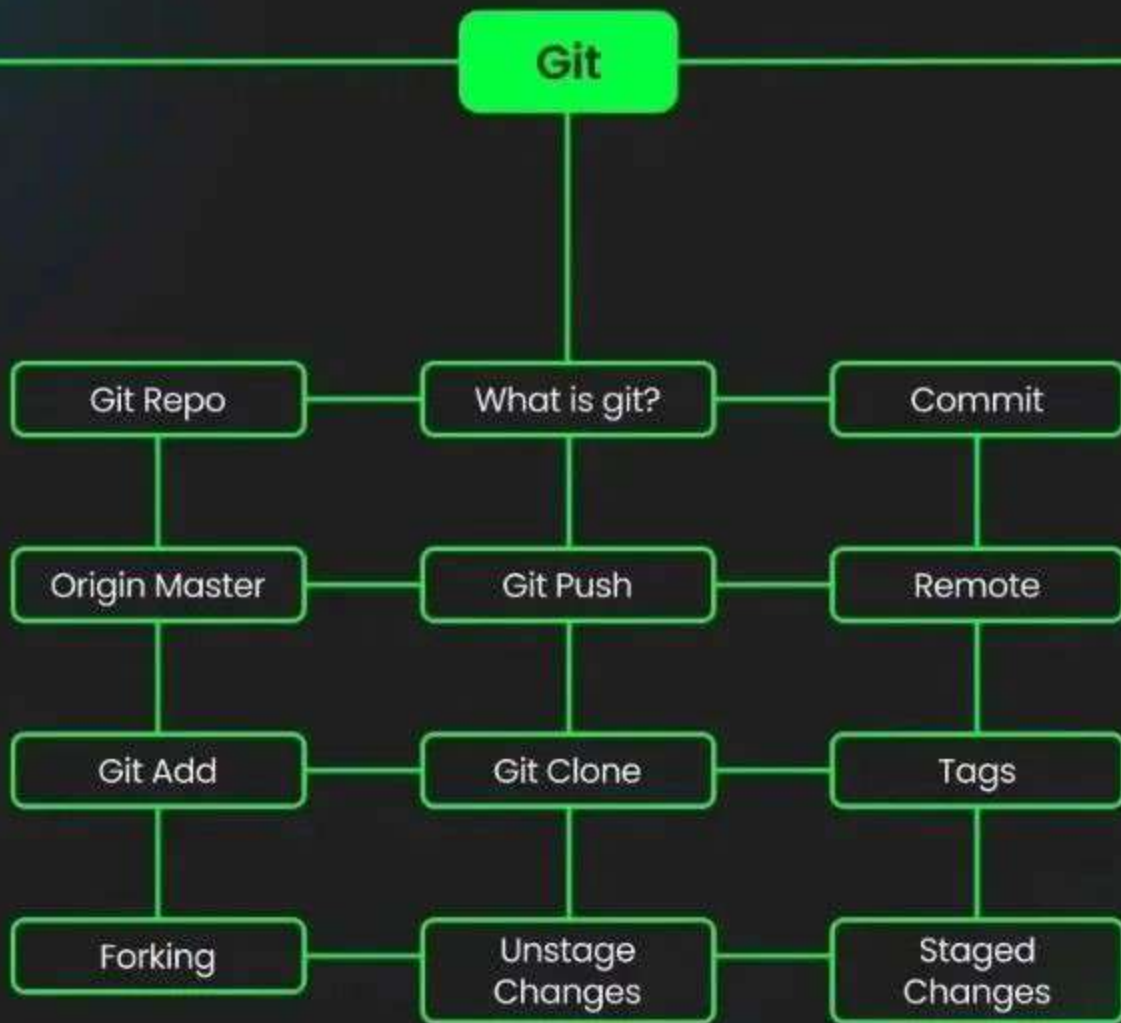 Git
Git Repo
What is git?
Commit
Origin Master
Git Push
Remote
Git Add
Git Clone
Tags
Forking
Unstage
Changes
Staged
Changes